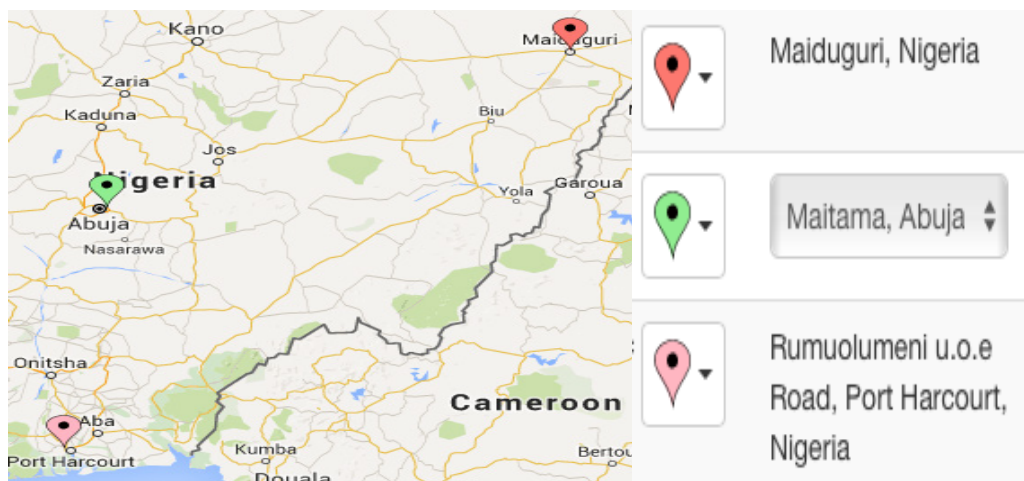 Kano
Maiduguri
Zaria
Kaduna
Biu
Jos
Nigeria
Yola
Garoua
Abuja
Nasarawa
Onitsha
Cameroon
Aba
Port Harcourt
Kumba
Douala
Maiduguri, Nigeria
Maitama, Abuja
Rumuolumeni u.o.e
Road, Port Harcourt,
Nigeria